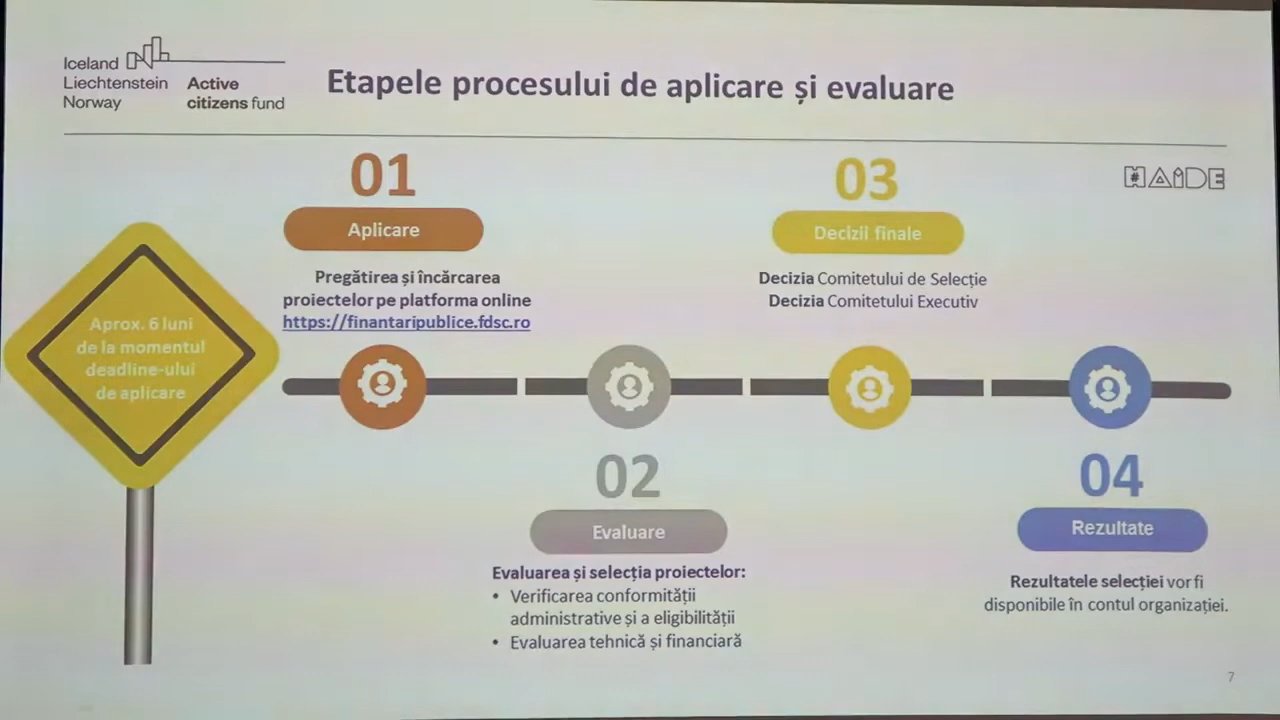 Iceland
Liechtenstein
Norway
Active
citizens fund
Etapele procesului de aplicare și evaluare
#HAIDE
Aprox. 6 luni
de la momentul
deadline-ului
de aplicare
01
Aplicare
Pregătirea și încărcarea
proiectelor pe platforma online
https://finantaripublice.fdsc.ro
02
Evaluare
Evaluarea și selecția proiectelor:
• Verificarea conformității
administrative și a eligibilității
• Evaluarea tehnică și financiară
03
Decizii finale
Decizia Comitetului de Selecție
Decizia Comitetului Executiv
04
Rezultate
Rezultatele selecției vor fi
disponibile în contul organizației.
7